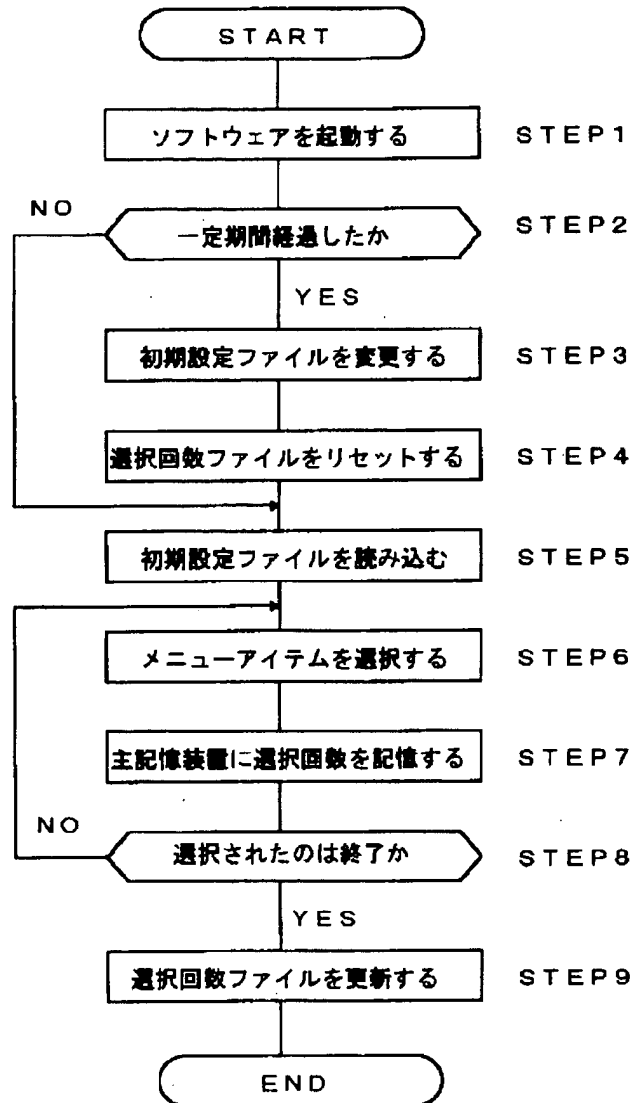 START
ソフトウェアを起動する
STEP1
NO
一定期間経過したか
STEP2
YES
初期設定ファイルを変更する
STEP3
選択回数ファイルをリセットする
STEP4
初期設定ファイルを読み込む
STEP5
メニューアイテムを選択する
STEP6
主記憶装置に選択回数を記憶する
STEP7
NO
選択されたのは終了か
STEP8
YES
選択回数ファイルを更新する
STEP9
END